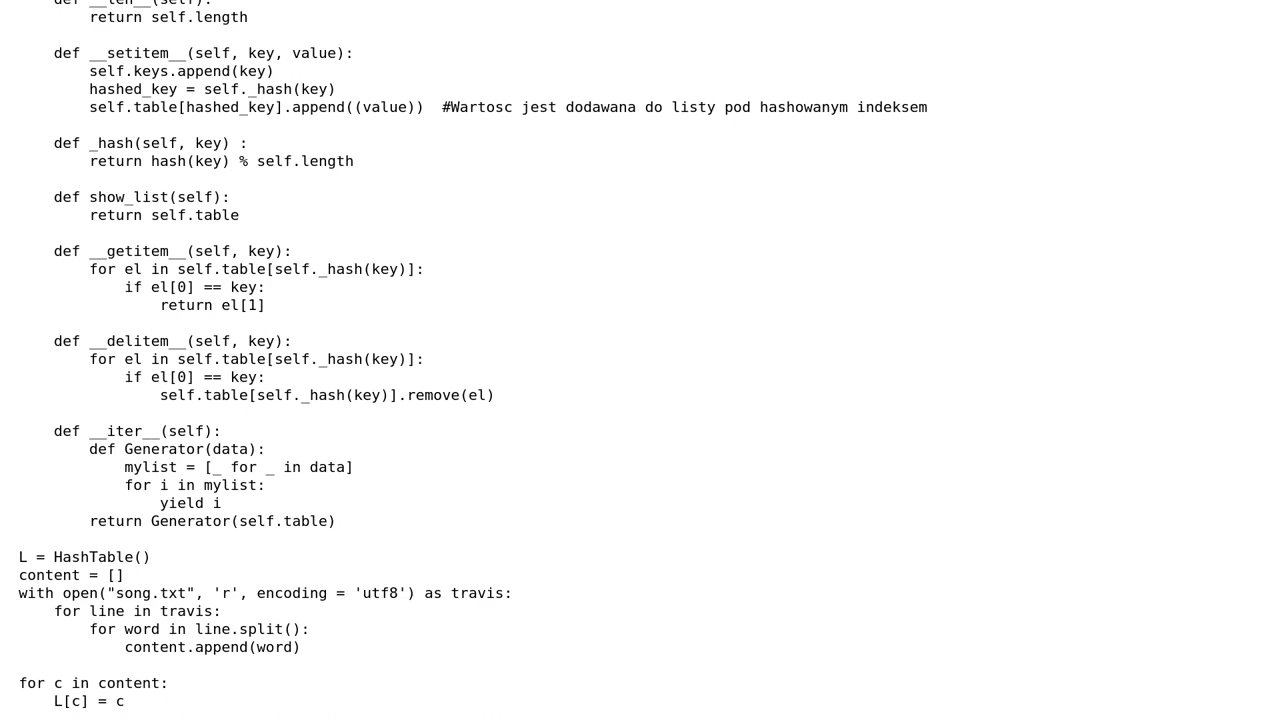 def __len__(self):
        return self.length

    def __setitem__(self, key, value):
        self.keys.append(key)
        hashed_key = self._hash(key)
        self.table[hashed_key].append((value))  #Wartosc jest dodawana do listy pod hashowanym indeksem

    def _hash(self, key) :
        return hash(key) % self.length

    def show_list(self):
        return self.table

    def __getitem__(self, key):
        for el in self.table[self._hash(key)]:
            if el[0] == key:
                return el[1]

    def __delitem__(self, key):
        for el in self.table[self._hash(key)]:
            if el[0] == key:
                self.table[self._hash(key)].remove(el)

    def __iter__(self):
        def Generator(data):
            mylist = [_ for _ in data]
            for i in mylist:
                yield i
        return Generator(self.table)

L = HashTable()
content = []
with open("song.txt", 'r', encoding = 'utf8') as travis:
    for line in travis:
        for word in line.split():
            content.append(word)

for c in content:
    L[c] = c